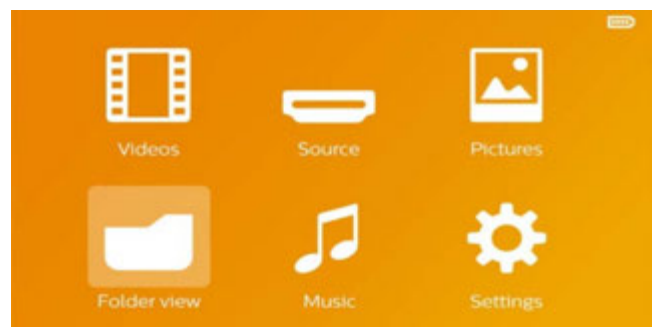 Videos
Source
Pictures
Folder view
Music
Settings